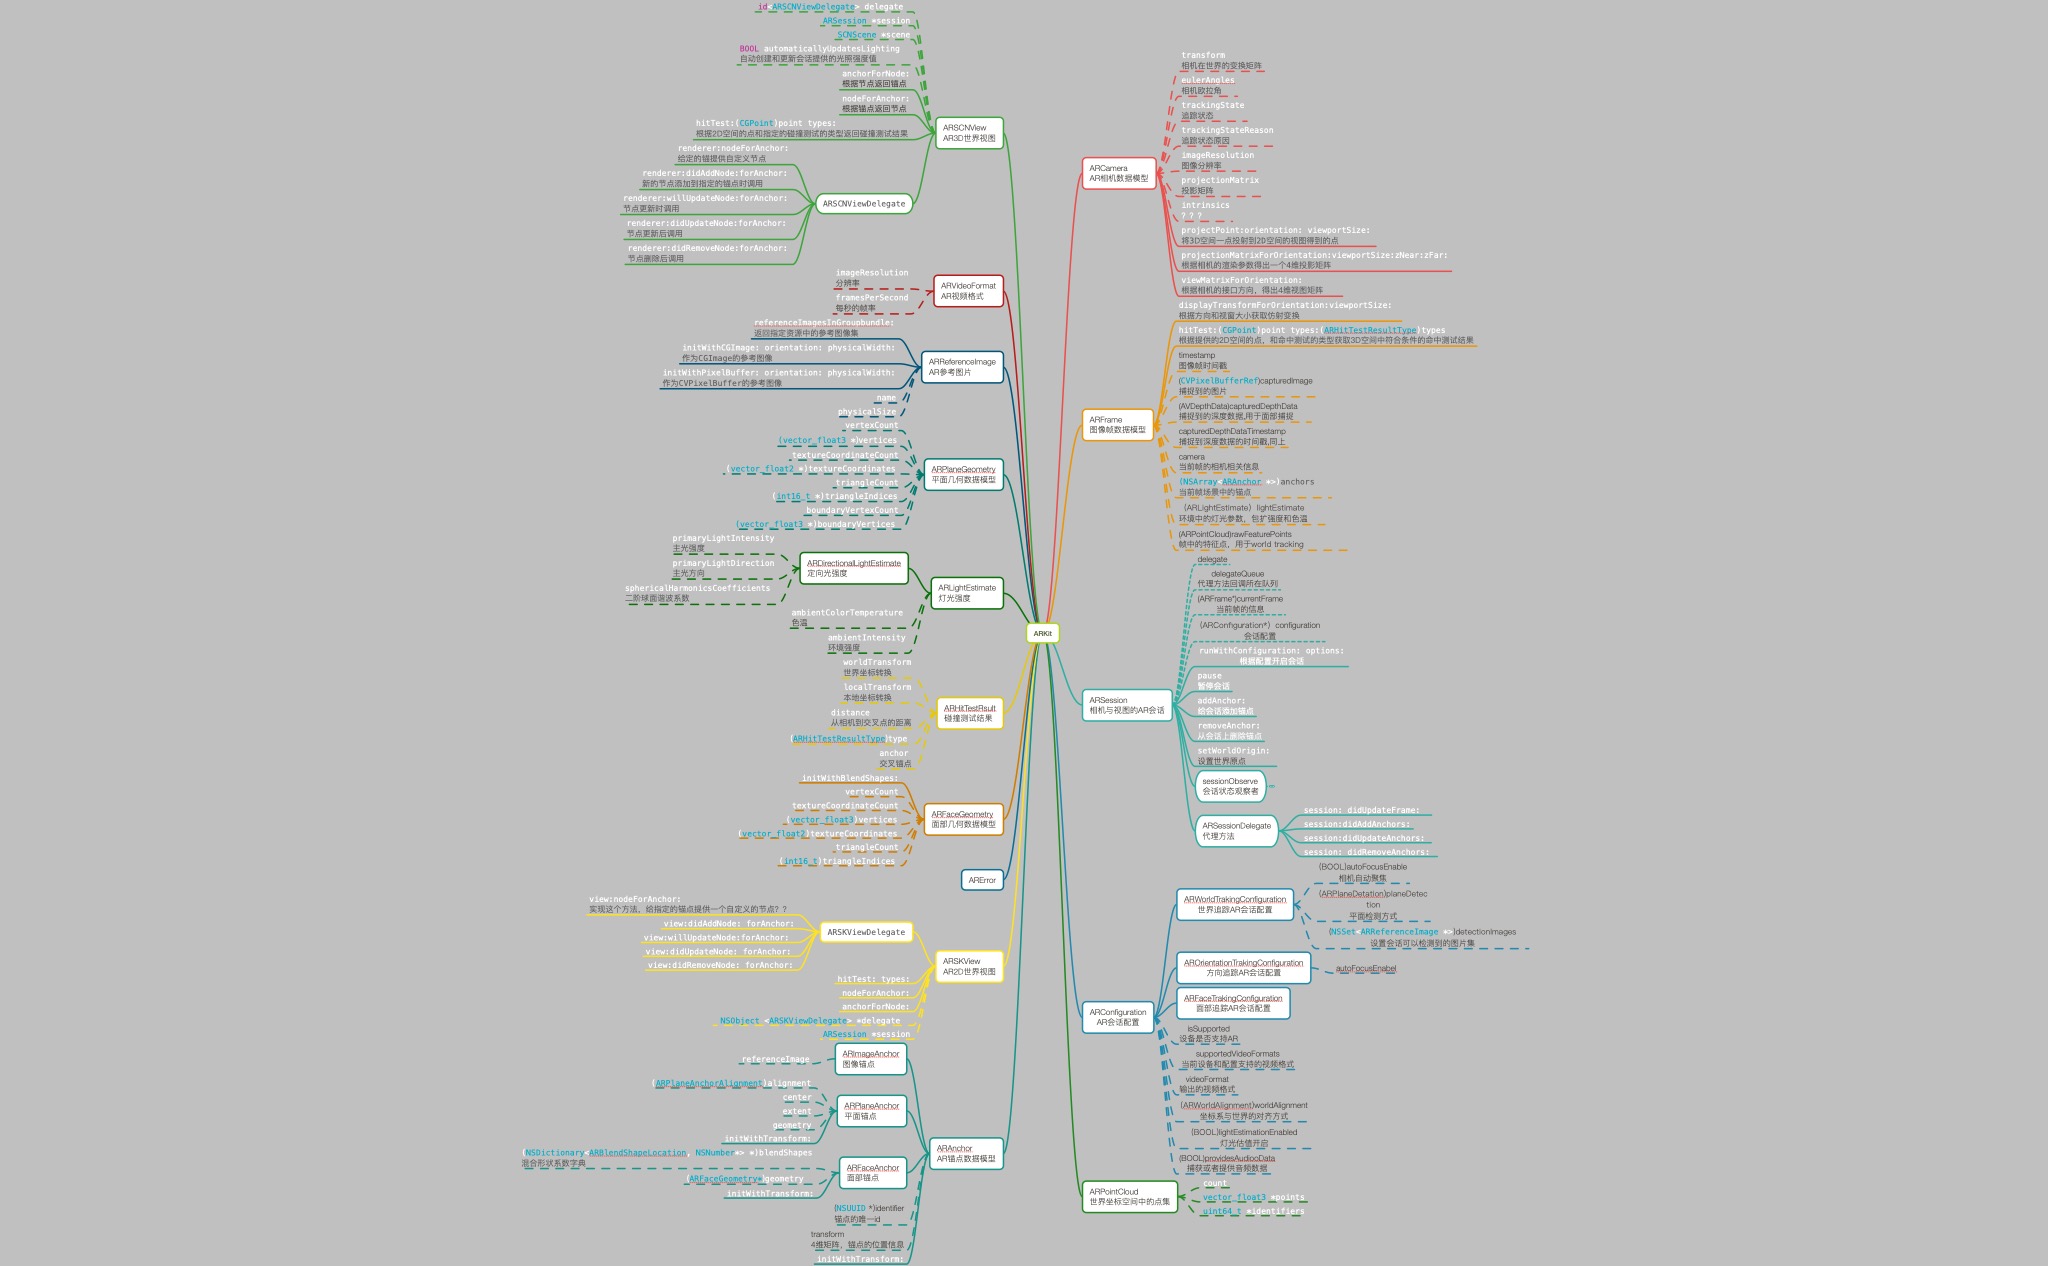 id<ARSCNViewDelegate> delegate
ARSession *session
SCNScene *scene
BOOL automaticallyUpdatesLighting
自动创建和更新会话提供的光照强度值
anchorForNode:
根据节点返回锚点
nodeForAnchor:
根据锚点返回节点
hitTest:(CGPoint)point types:
根据2D空间的点和指定的碰撞测试的类型返回碰撞测试结果
ARSCNView
AR3D世界视图
renderer:nodeForAnchor:
给定的锚提供自定义节点
renderer:didAddNode:forAnchor:
新的节点添加到指定的锚点时调用
renderer:willUpdateNode:forAnchor:
节点更新时调用
renderer:didUpdateNode:forAnchor:
节点更新后调用
renderer:didRemoveNode:forAnchor:
节点删除后调用
ARSCNViewDelegate
imageResolution
分辨率
framesPerSecond
每秒的帧率
ARVideoFormat
AR视频格式
referenceImagesInGroupbundle:
返回指定资源中的参考图像集
initWithCGImage: orientation: physicalWidth:
作为CGImage的参考图像
initWithPixelBuffer: orientation: physicalWidth:
作为CVPixelBuffer的参考图像
name
physicalSize
ARReferenceImage
AR参考图片
vertexCount
(vector_float3 *)vertices
textureCoordinateCount
(vector_float2 *)textureCoordinates
triangleCount
(int16_t *)triangleIndices
boundaryVertexCount
(vector_float3 *)boundaryVertices
ARPlaneGeometry
平面几何数据模型
primaryLightIntensity
主光强度
primaryLightDirection
主光方向
sphericalHarmonicsCoefficients
二阶球面谐波系数
ARDirectionalLightEstimate
定向光强度
ambientColorTemperature
色温
ambientIntensity
环境强度
ARLightEstimate
灯光强度
worldTransform
世界坐标转换
localTransform
本地坐标转换
distance
从相机到交叉点的距离
(ARHitTestResultType)type
anchor
交叉锚点
ARHitTestRsult
碰撞测试结果
initWithBlendShapes:
vertexCount
textureCoordinateCount
(vector_float3)vertices
(vector_float2)textureCoordinates
triangleCount
(int16_t)triangleIndices
ARFaceGeometry
面部几何数据模型
ARError
view:nodeForAnchor:
实现这个方法，给指定的锚点提供一个自定义的节点？？
view:didAddNode: forAnchor:
view:willUpdateNode:forAnchor:
view:didUpdateNode: forAnchor:
view:didRemoveNode: forAnchor:
ARSKViewDelegate
hitTest: types:
nodeForAnchor:
anchorForNode:
NSObject <ARSKViewDelegate> *delegate
ARSession *session
ARSKView
AR2D世界视图
referenceImage
ARImageAnchor
图像锚点
(ARPlaneAnchorAlignment)alignment
center
extent
geometry
initWithTransform:
ARPlaneAnchor
平面锚点
(NSDictionary<ARBlendShapeLocation, NSNumber*> *)blendShapes
混合形状系数字典
(ARFaceGeometry*)geometry
initWithTransform:
ARFaceAnchor
面部锚点
(NSUUID *)identifier
锚点的唯一id
transform
4维矩阵，锚点的位置信息
initWithTransform:
ARAnchor
AR锚点数据模型
ARKit
ARCamera
AR相机数据模型
transform
相机在世界的变换矩阵
eulerAngles
相机欧拉角
trackingState
追踪状态
trackingStateReason
追踪状态原因
imageResolution
图像分辨率
projectionMatrix
投影矩阵
intrinsics
？？？
projectPoint:orientation: viewportSize:
将3D空间一点投射到2D空间的视图得到的点
projectionMatrixForOrientation:viewportSize:zNear:zFar:
根据相机的渲染参数得出一个4维投影矩阵
viewMatrixForOrientation:
根据相机的接口方向，得出4维视图矩阵
ARFrame
图像帧数据模型
displayTransformForOrientation:viewportSize:
根据方向和视窗大小获取仿射变换
hitTest:(CGPoint)point types:(ARHitTestResultType)types
根据提供的2D空间的点，和命中测试的类型获取3D空间中符合条件的命中测试结果
timestamp
图像帧时间戳
(CVPixelBufferRef)capturedImage
捕捉到的图片
(AVDepthData)capturedDepthData
捕捉到的深度数据,用于面部捕捉
capturedDepthDataTimestamp
捕捉到深度数据的时间戳,同上
camera
当前帧的相机相关信息
(NSArray<ARAnchor *>)anchors
当前帧场景中的锚点
（ARLightEstimate）lightEstimate
环境中的灯光参数，包扩强度和色温
(ARPointCloud)rawFeaturePoints
帧中的特征点，用于world tracking
ARSession
相机与视图的AR会话
delegate
delegateQueue
代理方法回调所在队列
(ARFrame*)currentFrame
当前帧的信息
（ARConfiguration*）configuration
会话配置
runWithConfiguration: options:
根据配置开启会话
pause
暂停会话
addAnchor:
给会话添加锚点
removeAnchor:
从会话上删除锚点
setWorldOrigin:
设置世界原点
sessionObserve
会话状态观察者
ARSessionDelegate
代理方法
session: didUpdateFrame:
session:didAddAnchors:
session:didUpdateAnchors:
session: didRemoveAnchors:
ARConfiguration
AR会话配置
ARWorldTrakingConfiguration
世界追踪AR会话配置
(BOOL)autoFocusEnable
相机自动聚焦
(ARPlaneDetation)planeDetec
tion
平面检测方式
(NSSet<ARReferenceImage *>)detectionImages
设置会话可以检测到的图片集
AROrientationTrakingConfiguration
方向追踪AR会话配置
autoFocusEnabel
ARFaceTrakingConfiguration
面部追踪AR会话配置
isSupported
设备是否支持AR
supportedVideoFormats
当前设备和配置支持的视频格式
videoFormat
输出的视频格式
(ARWorldAlignment)worldAlignment
坐标系与世界的对齐方式
(BOOL)lightEstimationEnabled
灯光估值开启
(BOOL)providesAudiooData
捕获或者提供音频数据
ARPointCloud
世界坐标空间中的点集
count
vector_float3 *points
uint64_t *identifiers